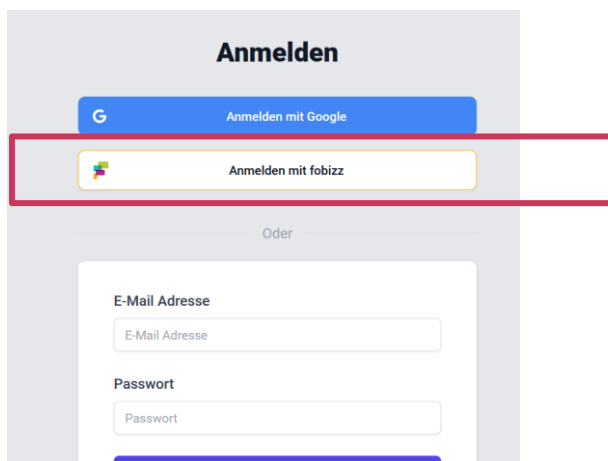 Anmelden
Anmelden mit Google
Anmelden mit fobizz
Oder
E-Mail Adresse
E-Mail Adresse
Passwort
Passwort